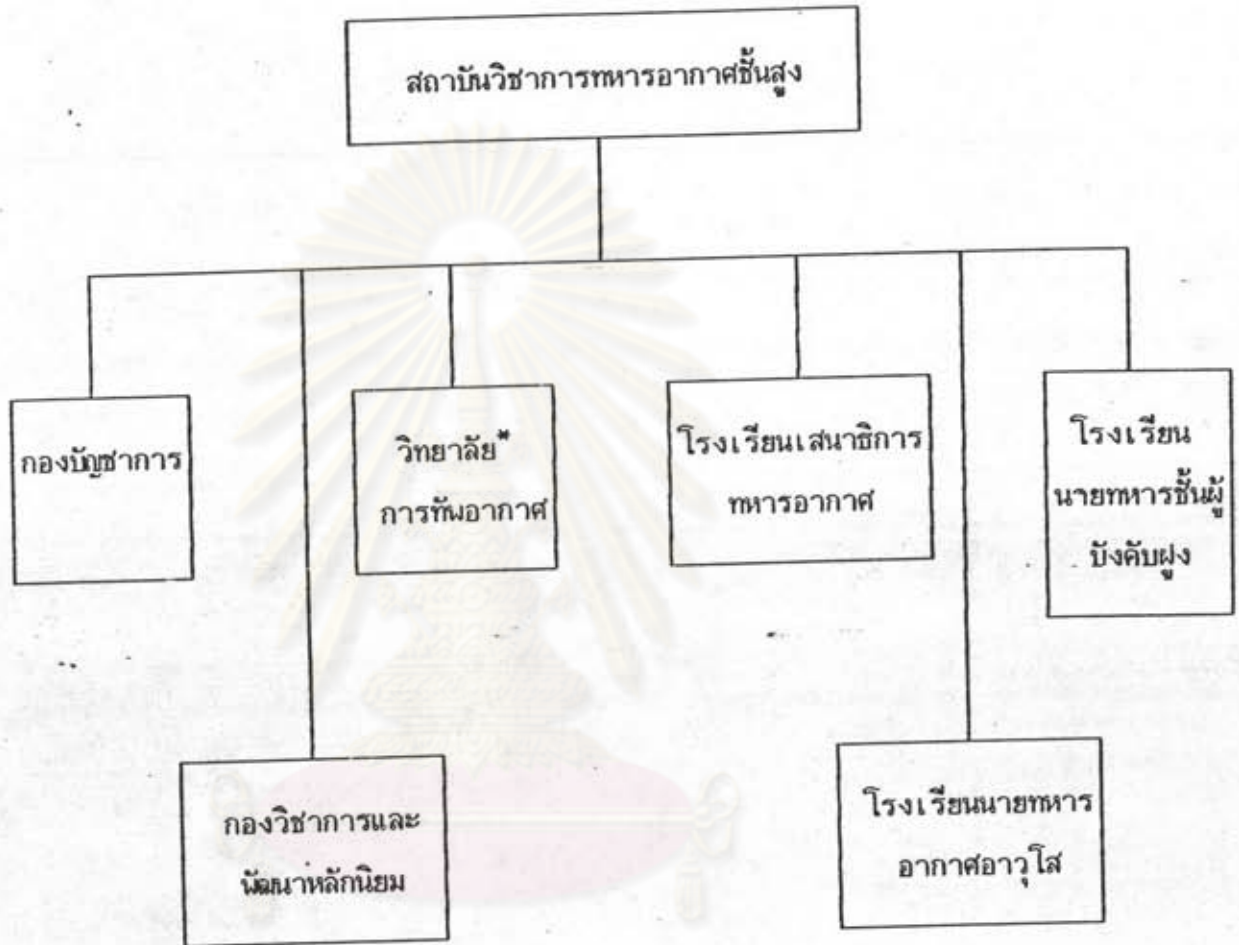 สถาบันวิชาการทหารอากาศชั้นสูง
กองบัญชาการ
วิทยาลัย*
การทัพอากาศ
โรงเรียนเสนาธิการ
ทหารอากาศ
โรงเรียน
นายทหารชั้นผู้
บังคับฝูง
กองวิชาการและ
พัฒนาหลักนิยม
โรงเรียนนายทหาร
อากาศอาวุโส